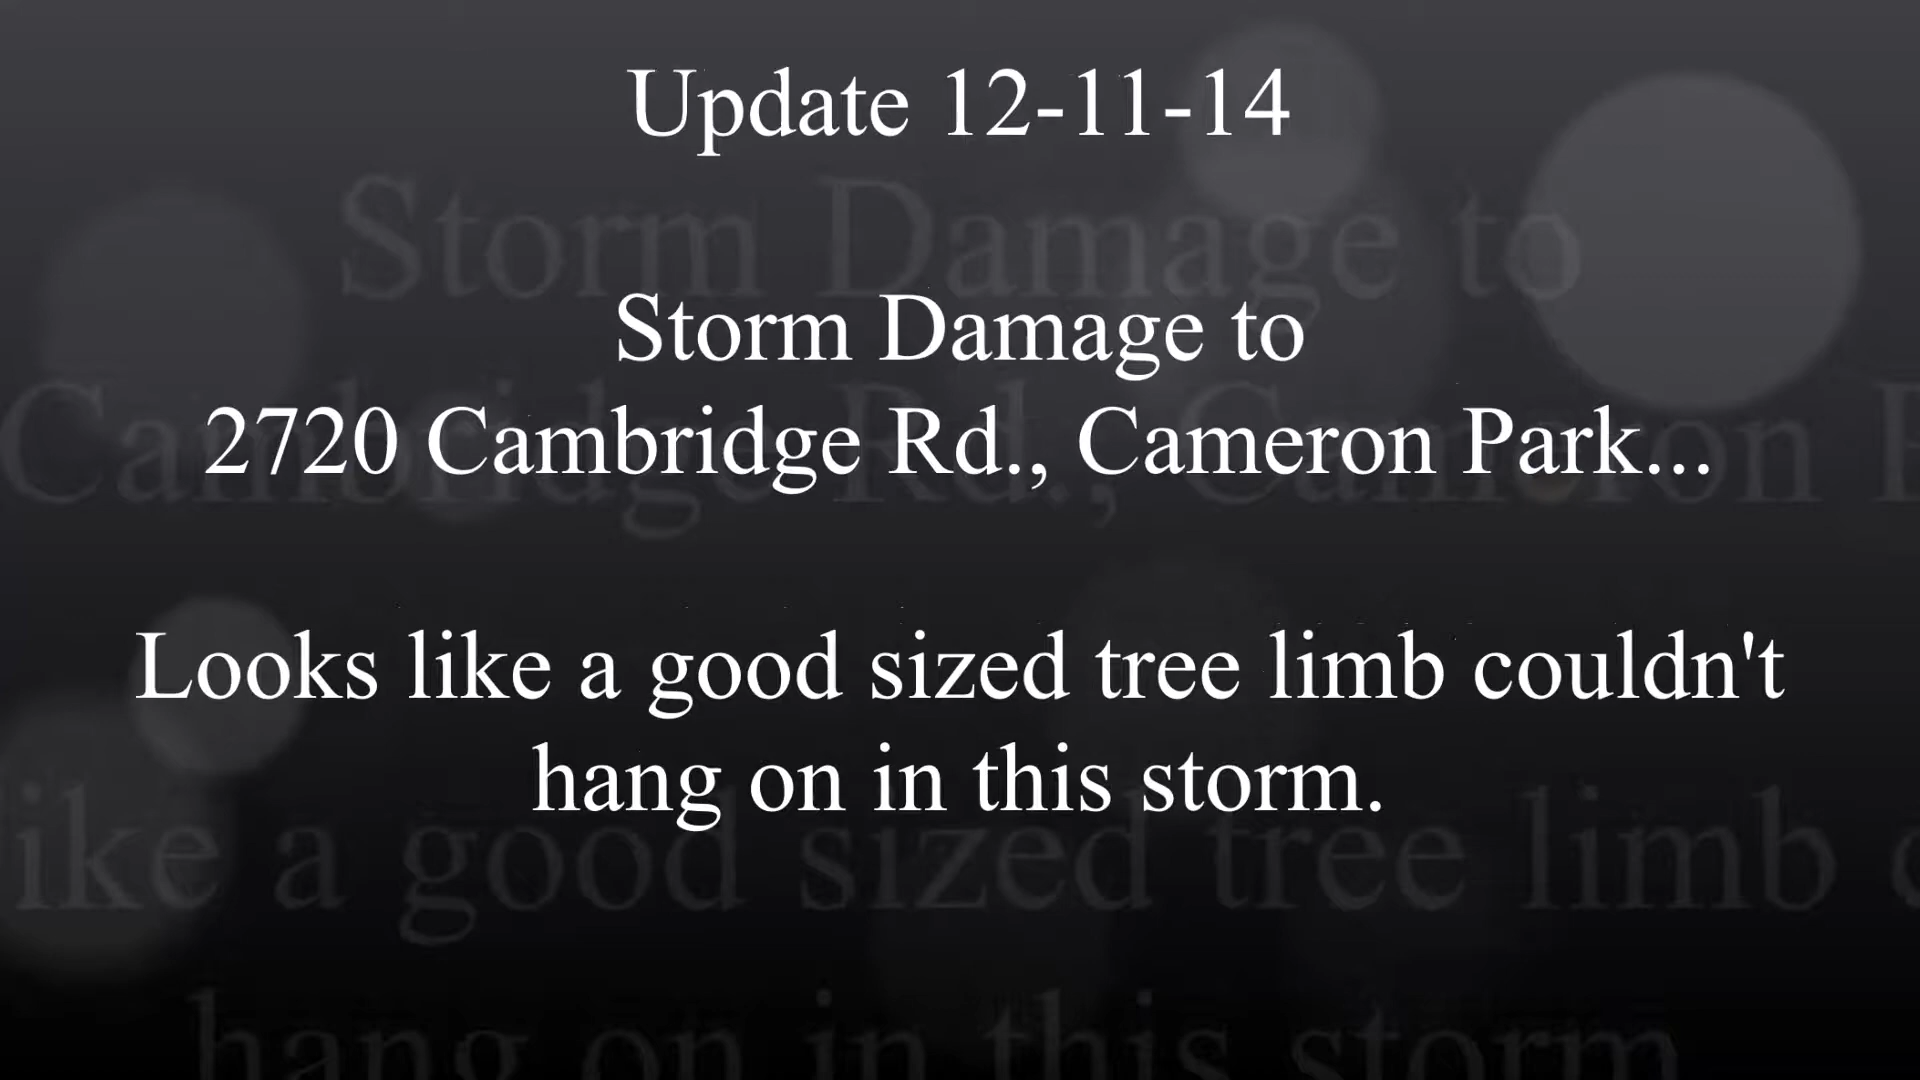 Update 12-11-14
Storm Damage to
2720 Cambridge Rd., Cameron Park...
Looks like a good sized tree limb couldn't
hang on in this storm.